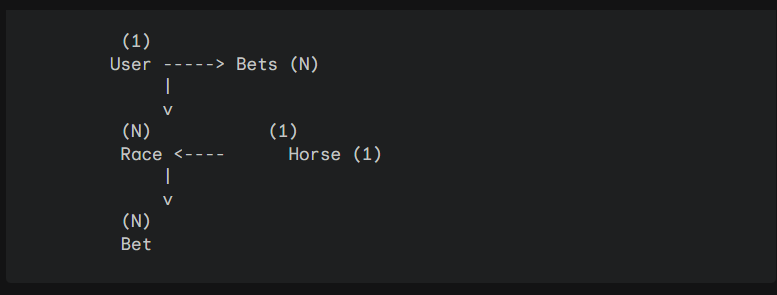 (1)
User -----> Bets (N)
|
v
(N) (1)
Race <---- Horse (1)
|
v
(N)
Bet